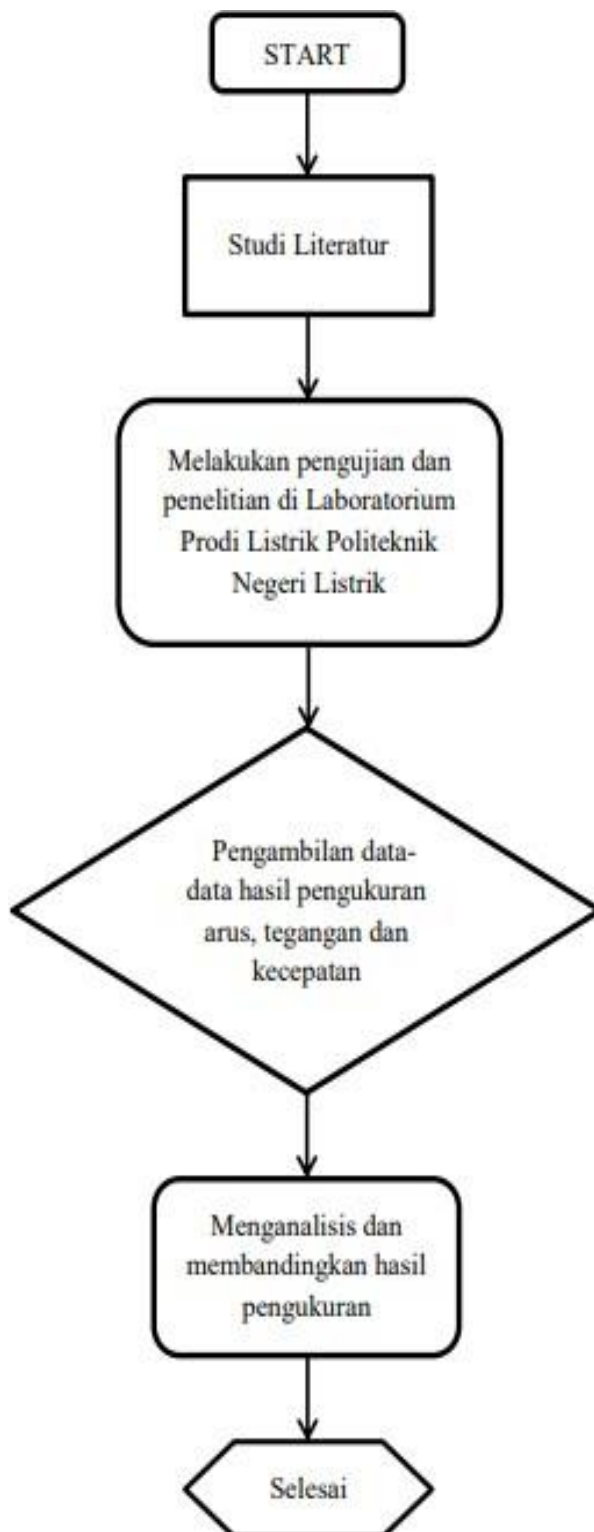 START
Studi Literatur
Melakukan pengujian dan
penelitian di Laboratorium
Prodi Listrik Politeknik
Negeri Listrik
Pengambilan data-
data hasil pengukuran
arus, tegangan dan
kecepatan
Menganalisis dan
membandingkan hasil
pengukuran
Selesai